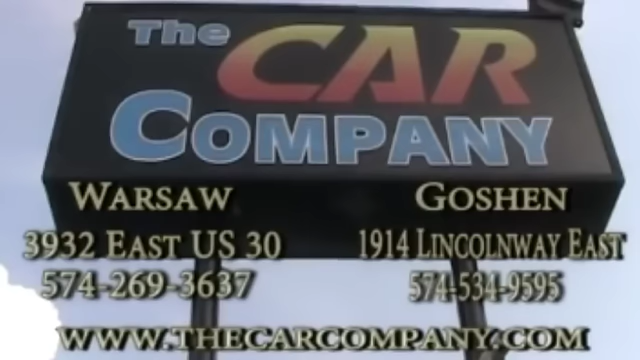 The CAR
COMPANY
WARSAW
3932 EAST US 30
574-269-3637
GOSHEN
1914 LINCOLNWAY EAST
574-534-9595
WWW.THECARCOMPANY.COM